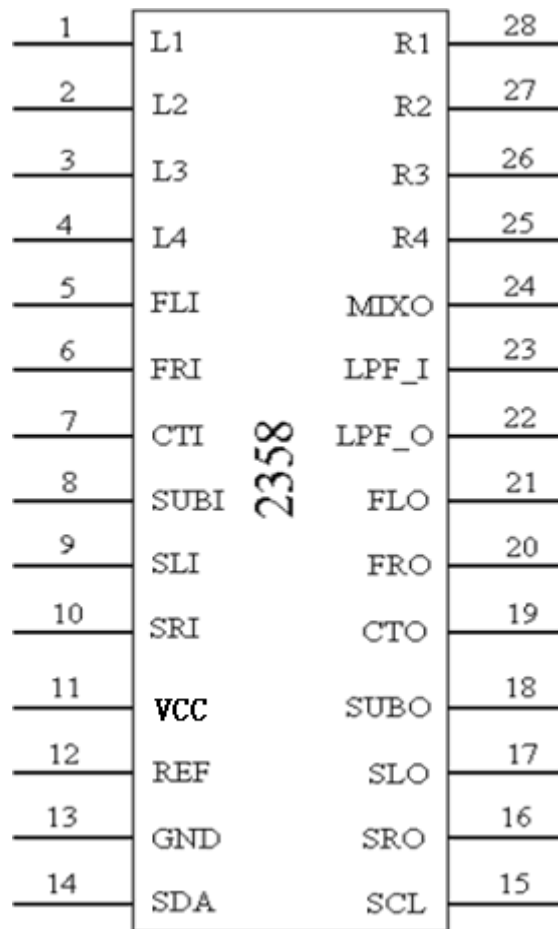 1 L1 R1 28
2 L2 R2 27
3 L3 R3 26
4 L4 R4 25
5 FLI MIXO 24
6 FRI LPF_I 23
7 CTI LPF_O 22
2358
8 SUBI FLO 21
9 SLI FRO 20
10 SRI CTO 19
11 VCC SUBO 18
12 REF SLO 17
13 GND SRO 16
14 SDA SCL 15